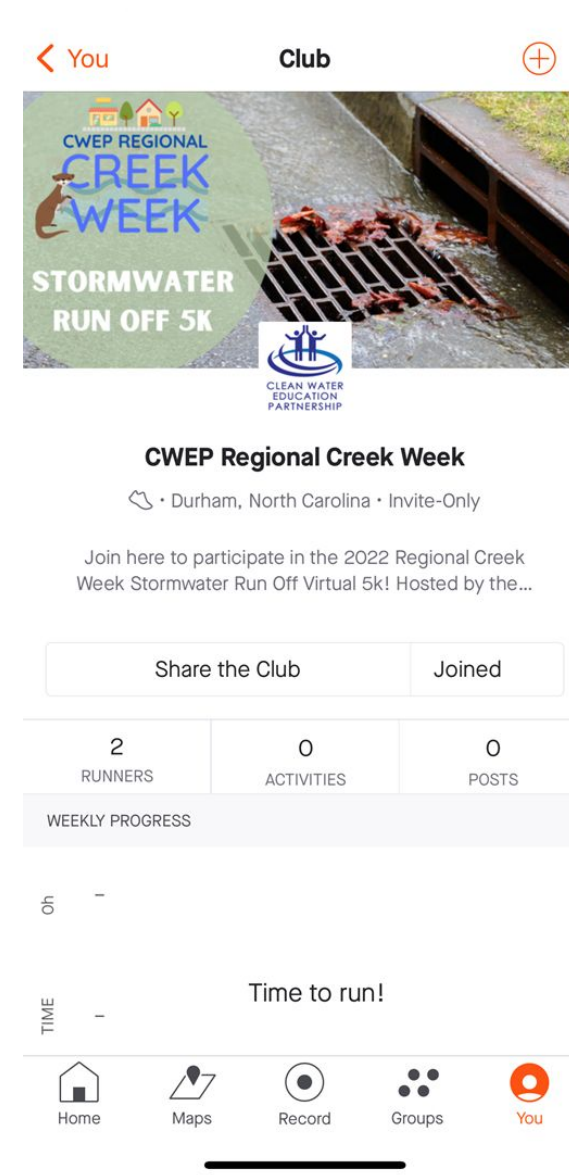 You
Club
CWEP REGIONAL
CREEK
WEEK
STORMWATER
RUN OFF 5K
CLEAN WATER
EDUCATION
PARTNERSHIP
CWEP Regional Creek Week
• Durham, North Carolina • Invite-Only
Join here to participate in the 2022 Regional Creek
Week Stormwater Run Off Virtual 5k! Hosted by the...
Share the Club
Joined
2
RUNNERS
0
ACTIVITIES
0
POSTS
WEEKLY PROGRESS
0h
–
Time to run!
TIME
–
Home
Maps
Record
Groups
You